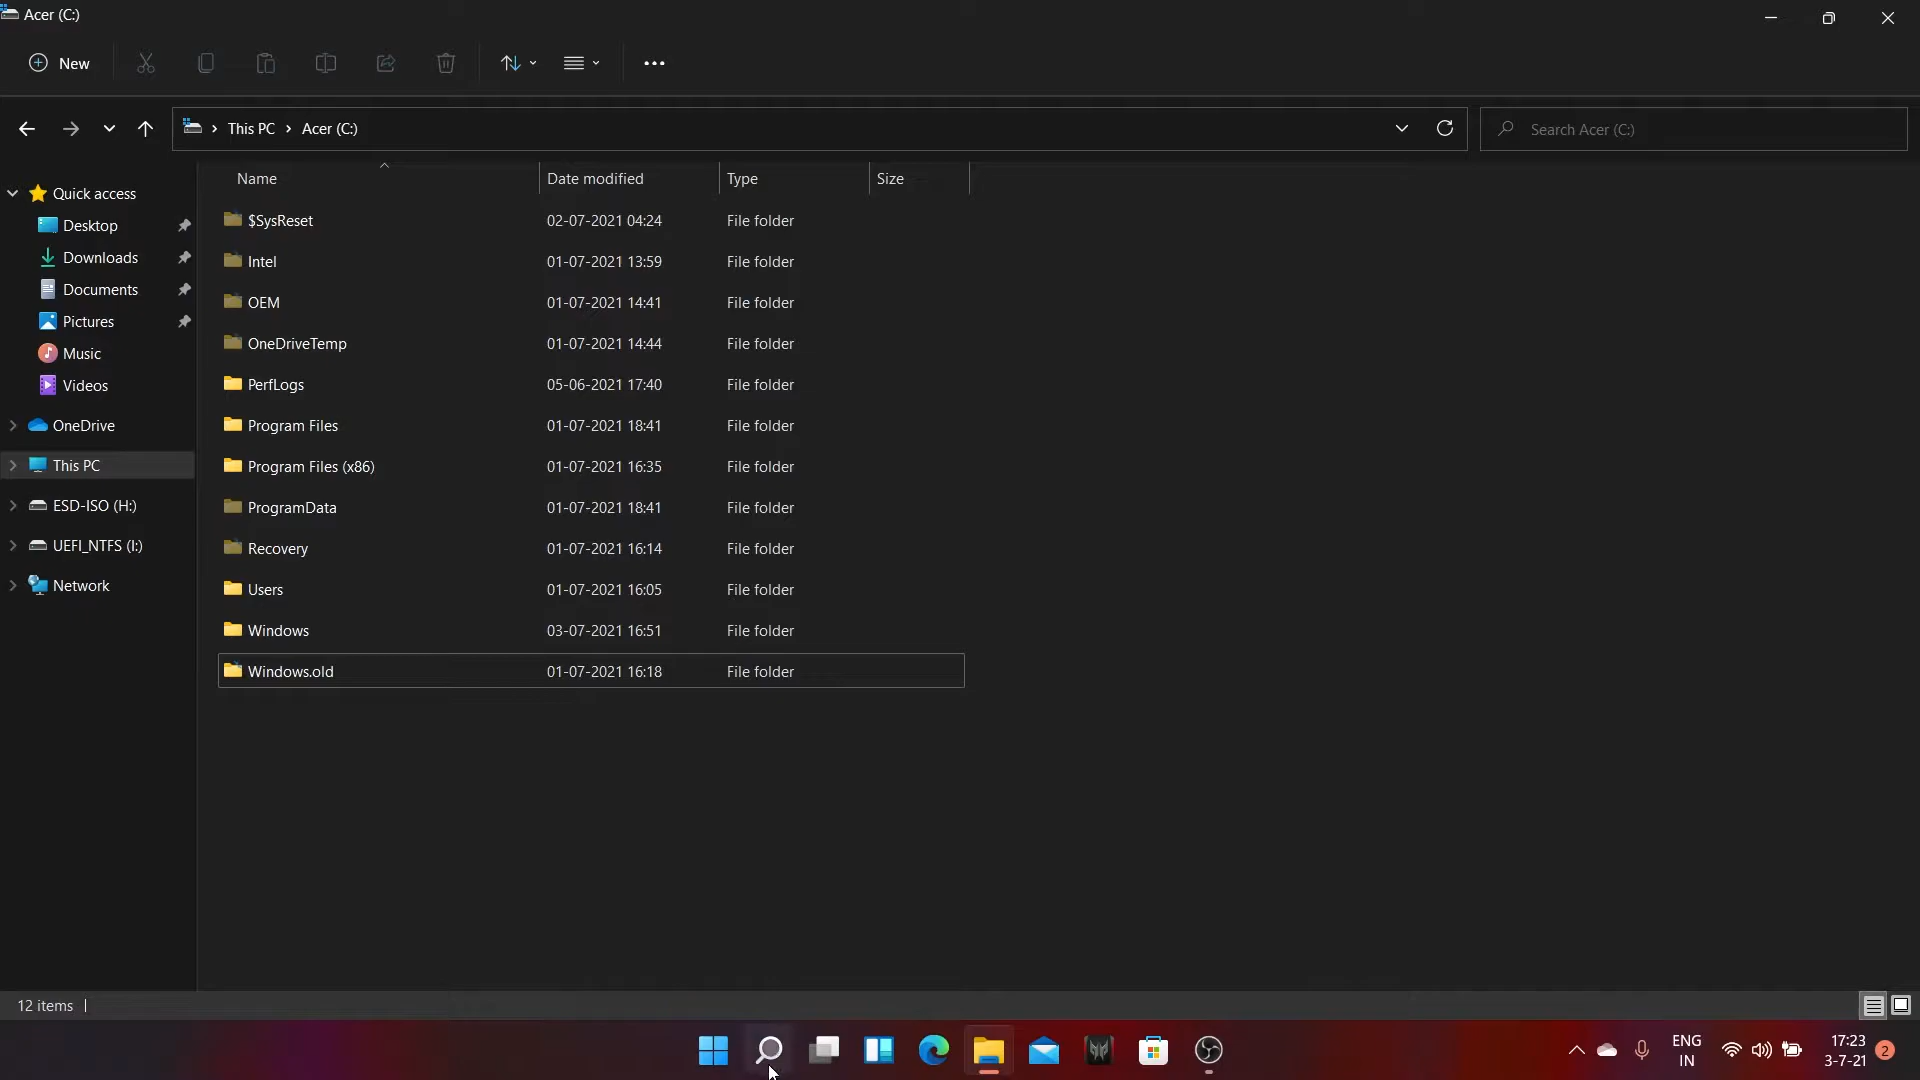 Acer (C:)
New
This PC
Acer (C:)
Search Acer (C:)
Name
Date modified
Type
Size
Quick access
Desktop
Downloads
Documents
Pictures
Music
Videos
OneDrive
This PC
ESD-ISO (H:)
UEFI_NTFS (I:)
Network
$SysReset 02-07-2021 04:24 File folder
Intel 01-07-2021 13:59 File folder
OEM 01-07-2021 14:41 File folder
OneDriveTemp 01-07-2021 14:44 File folder
PerfLogs 05-06-2021 17:40 File folder
Program Files 01-07-2021 18:41 File folder
Program Files (x86) 01-07-2021 16:35 File folder
ProgramData 01-07-2021 18:41 File folder
Recovery 01-07-2021 16:14 File folder
Users 01-07-2021 16:05 File folder
Windows 03-07-2021 16:51 File folder
Windows.old 01-07-2021 16:18 File folder
12 items
ENG
IN
17:23
3-7-21
2